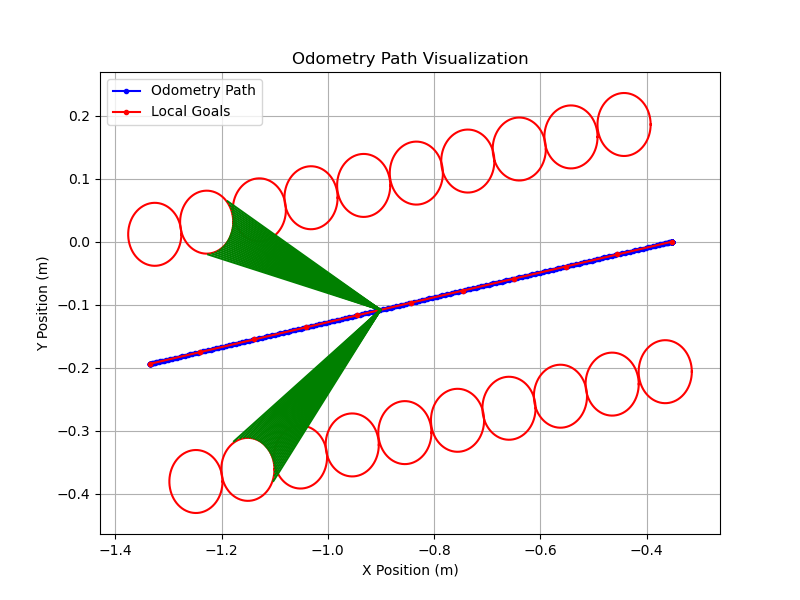 Odometry Path Visualization
Odometry Path
Local Goals
0.2
0.1
0.0
−0.1
−0.2
−0.3
−0.4
Y Position (m)
−1.4
−1.2
−1.0
−0.8
−0.6
−0.4
X Position (m)